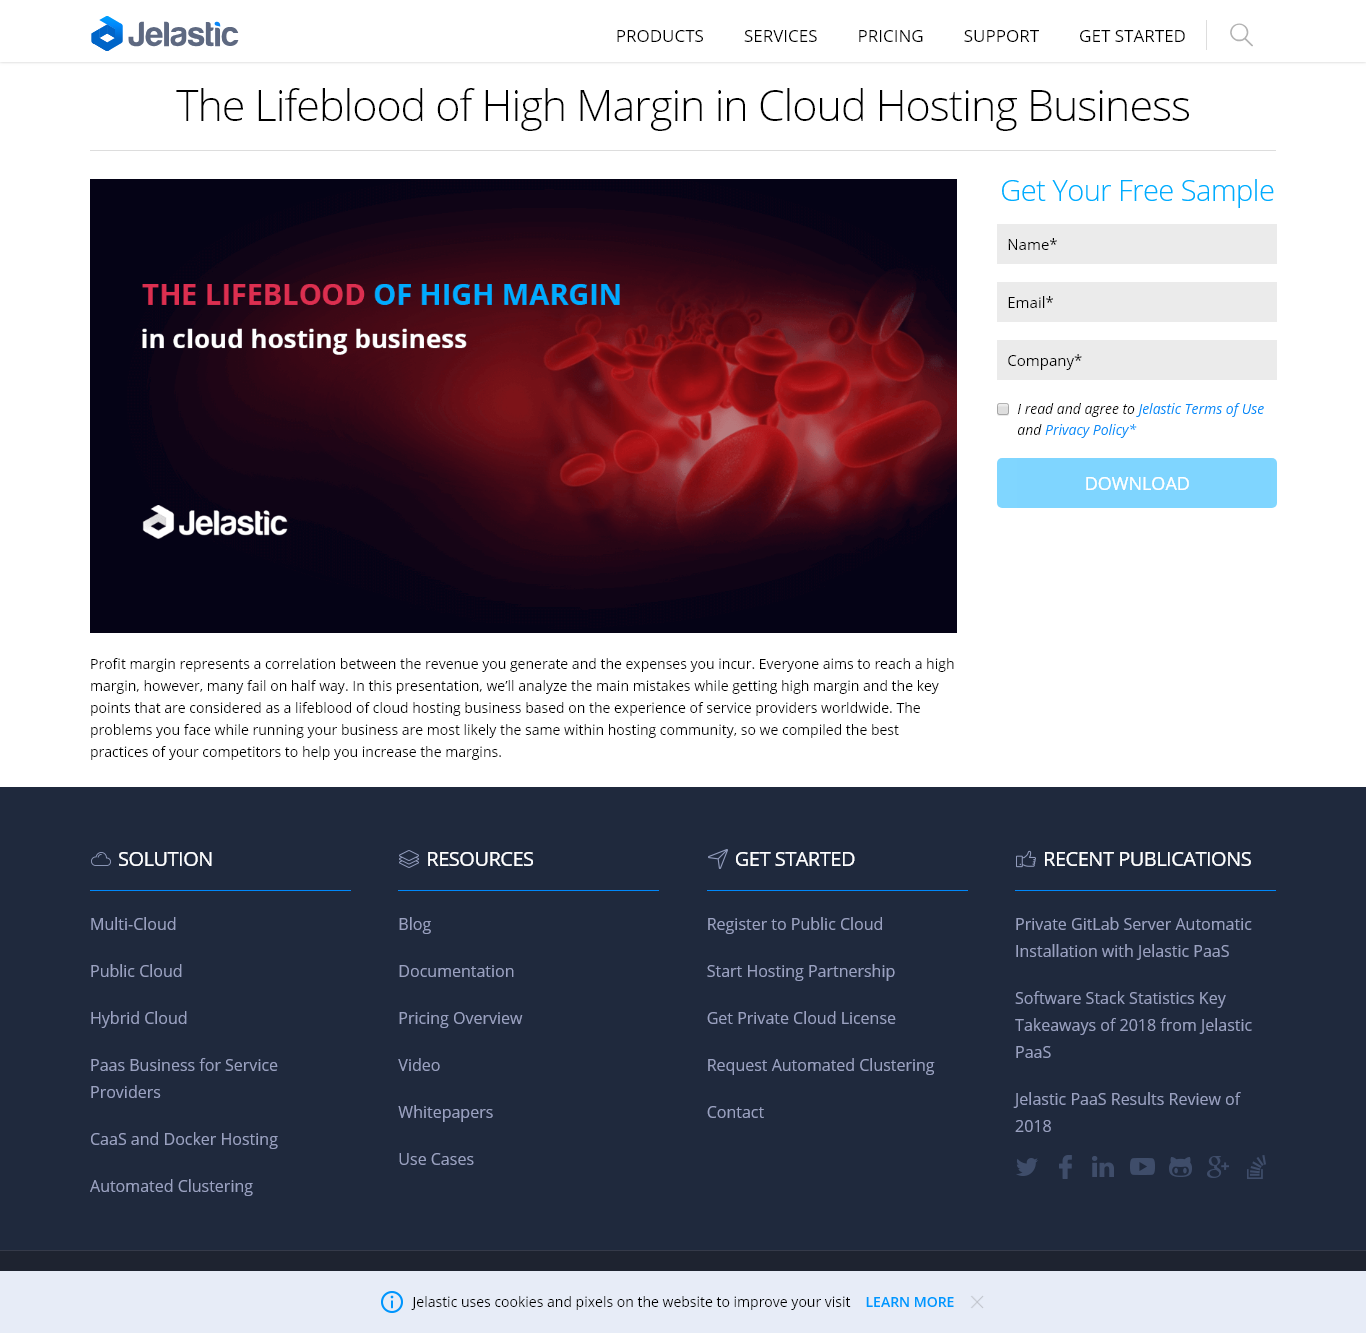 Jelastic
PRODUCTS SERVICES PRICING SUPPORT GET STARTED
The Lifeblood of High Margin in Cloud Hosting Business
THE LIFEBLOOD OF HIGH MARGIN
in cloud hosting business
Jelastic
Profit margin represents a correlation between the revenue you generate and the expenses you incur. Everyone aims to reach a high
margin, however, many fail on half way. In this presentation, we’ll analyze the main mistakes while getting high margin and the key
points that are considered as a lifeblood of cloud hosting business based on the experience of service providers worldwide. The
problems you face while running your business are most likely the same within hosting community, so we compiled the best
practices of your competitors to help you increase the margins.
Get Your Free Sample
Name*
Email*
Company*
I read and agree to Jelastic Terms of Use
and Privacy Policy*
DOWNLOAD
SOLUTION
Multi-Cloud
Public Cloud
Hybrid Cloud
Paas Business for Service
Providers
CaaS and Docker Hosting
Automated Clustering
RESOURCES
Blog
Documentation
Pricing Overview
Video
Whitepapers
Use Cases
GET STARTED
Register to Public Cloud
Start Hosting Partnership
Get Private Cloud License
Request Automated Clustering
Contact
RECENT PUBLICATIONS
Private GitLab Server Automatic
Installation with Jelastic PaaS
Software Stack Statistics Key
Takeaways of 2018 from Jelastic
PaaS
Jelastic PaaS Results Review of
2018
Jelastic uses cookies and pixels on the website to improve your visit LEARN MORE